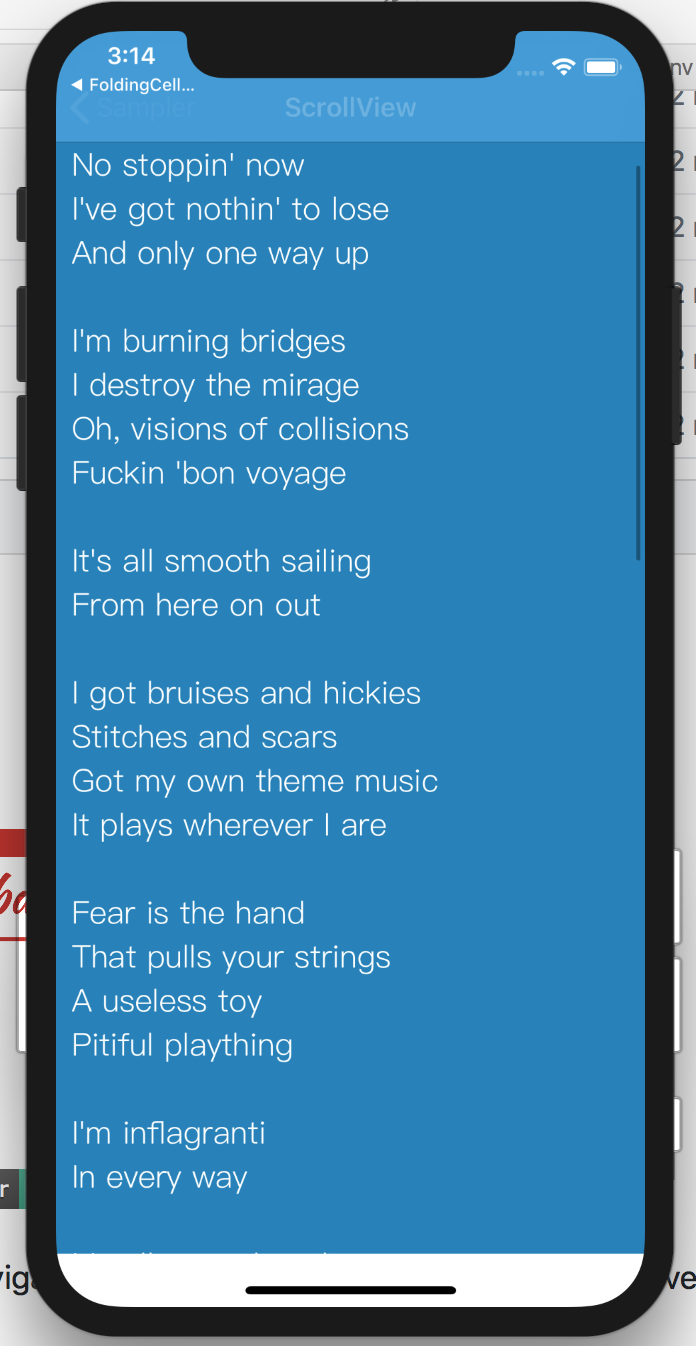 3:14
◀ FoldingCell...
Sampler
ScrollView
No stoppin' now
I've got nothin' to lose
And only one way up
I'm burning bridges
I destroy the mirage
Oh, visions of collisions
Fuckin 'bon voyage
It's all smooth sailing
From here on out
I got bruises and hickies
Stitches and scars
Got my own theme music
It plays wherever I are
Fear is the hand
That pulls your strings
A useless toy
Pitiful plaything
I'm inflagranti
In every way